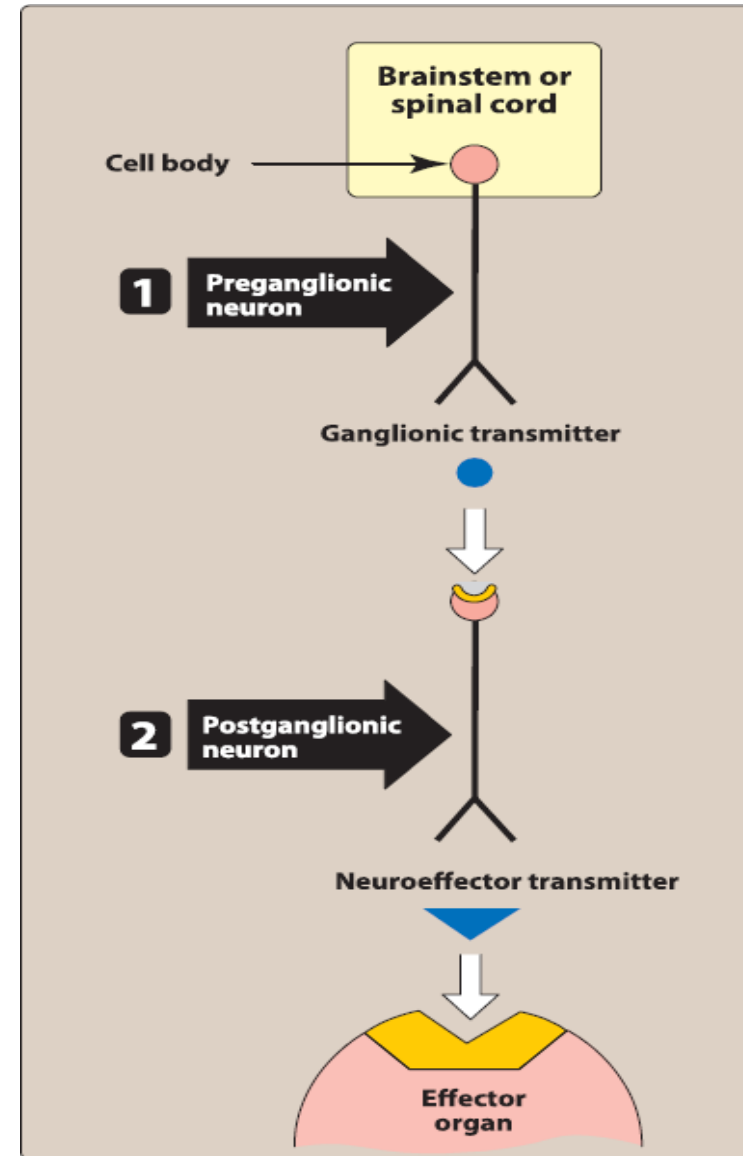 Brainstem or
spinal cord
Cell body
1
Preganglionic
neuron
Ganglionic transmitter
2
Postganglionic
neuron
Neuroeffector transmitter
Effector
organ